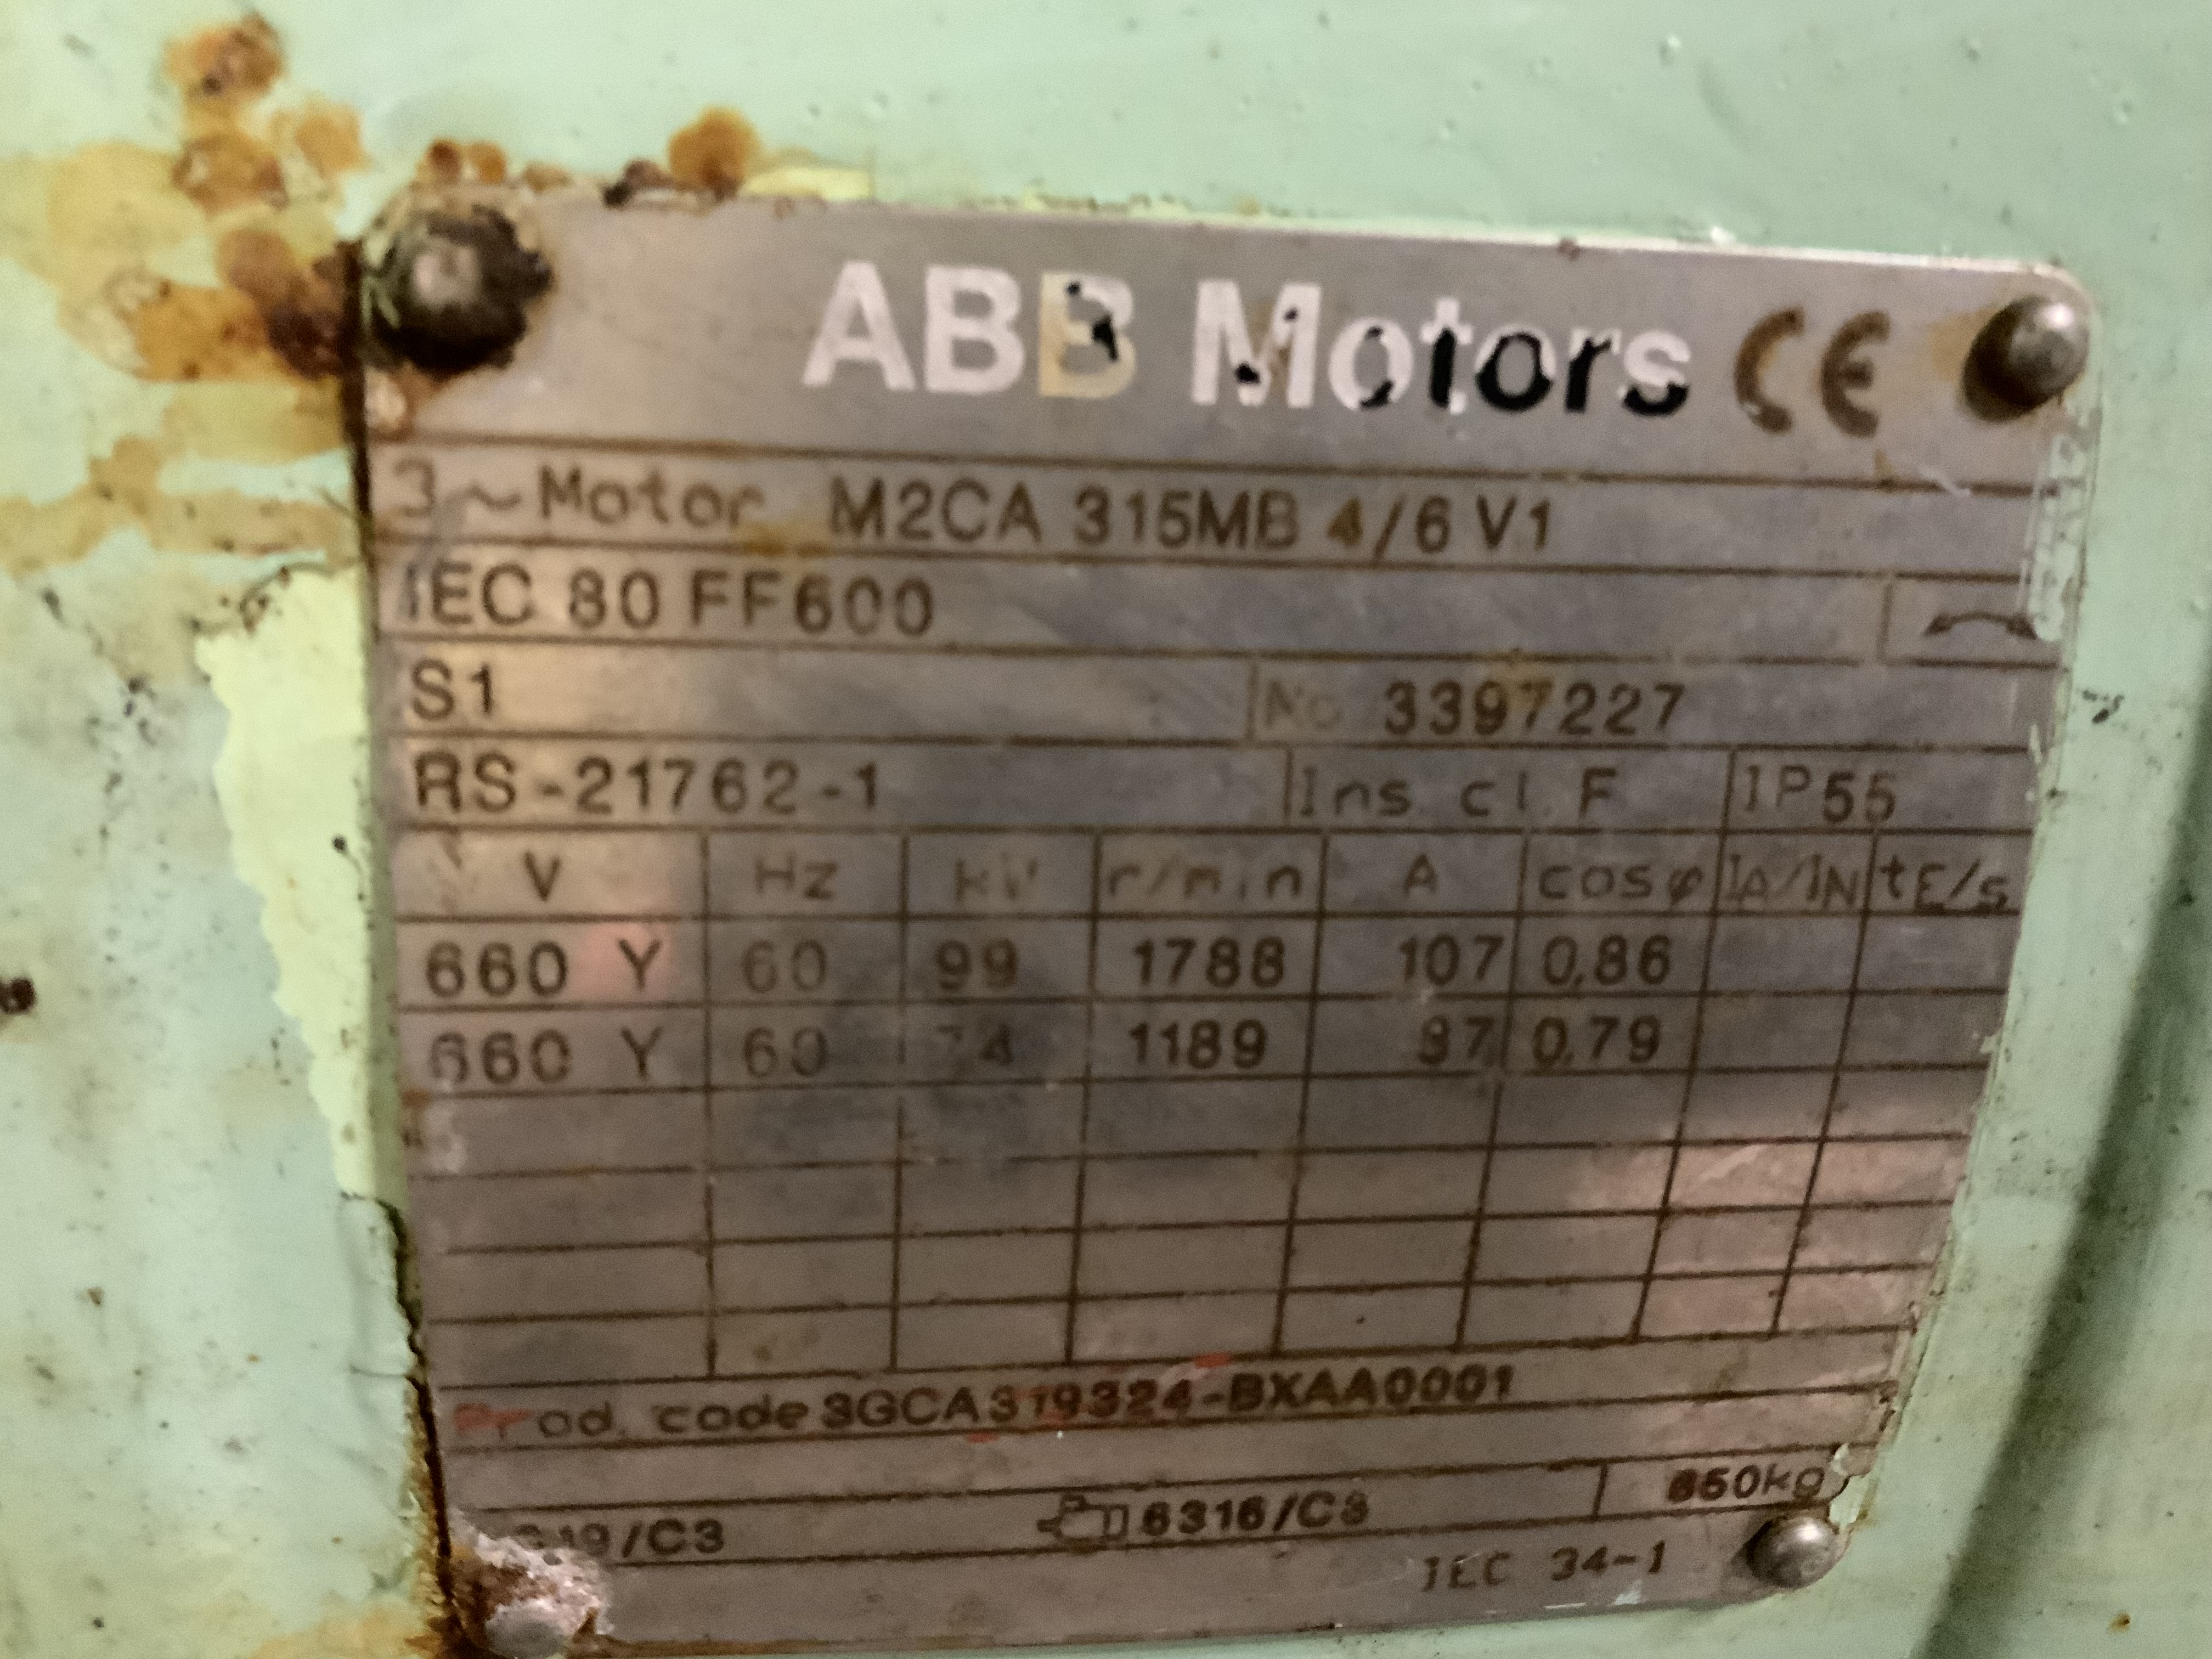 ABB Motors CE
3~Motor M2CA 315MB 4/6 V1
IEC 80 FF600
S1 No 3397227
RS-21762-1 Ins. cl. F IP55
V Hz kW r/min A cosφ IA/IN tE/s
660 Y 60 99 1788 107 0,86
660 Y 60 74 1189 0,79
Prod. code 3GCA319324-BXAA0001
/C3 6316/C3 kg
IEC 34-1